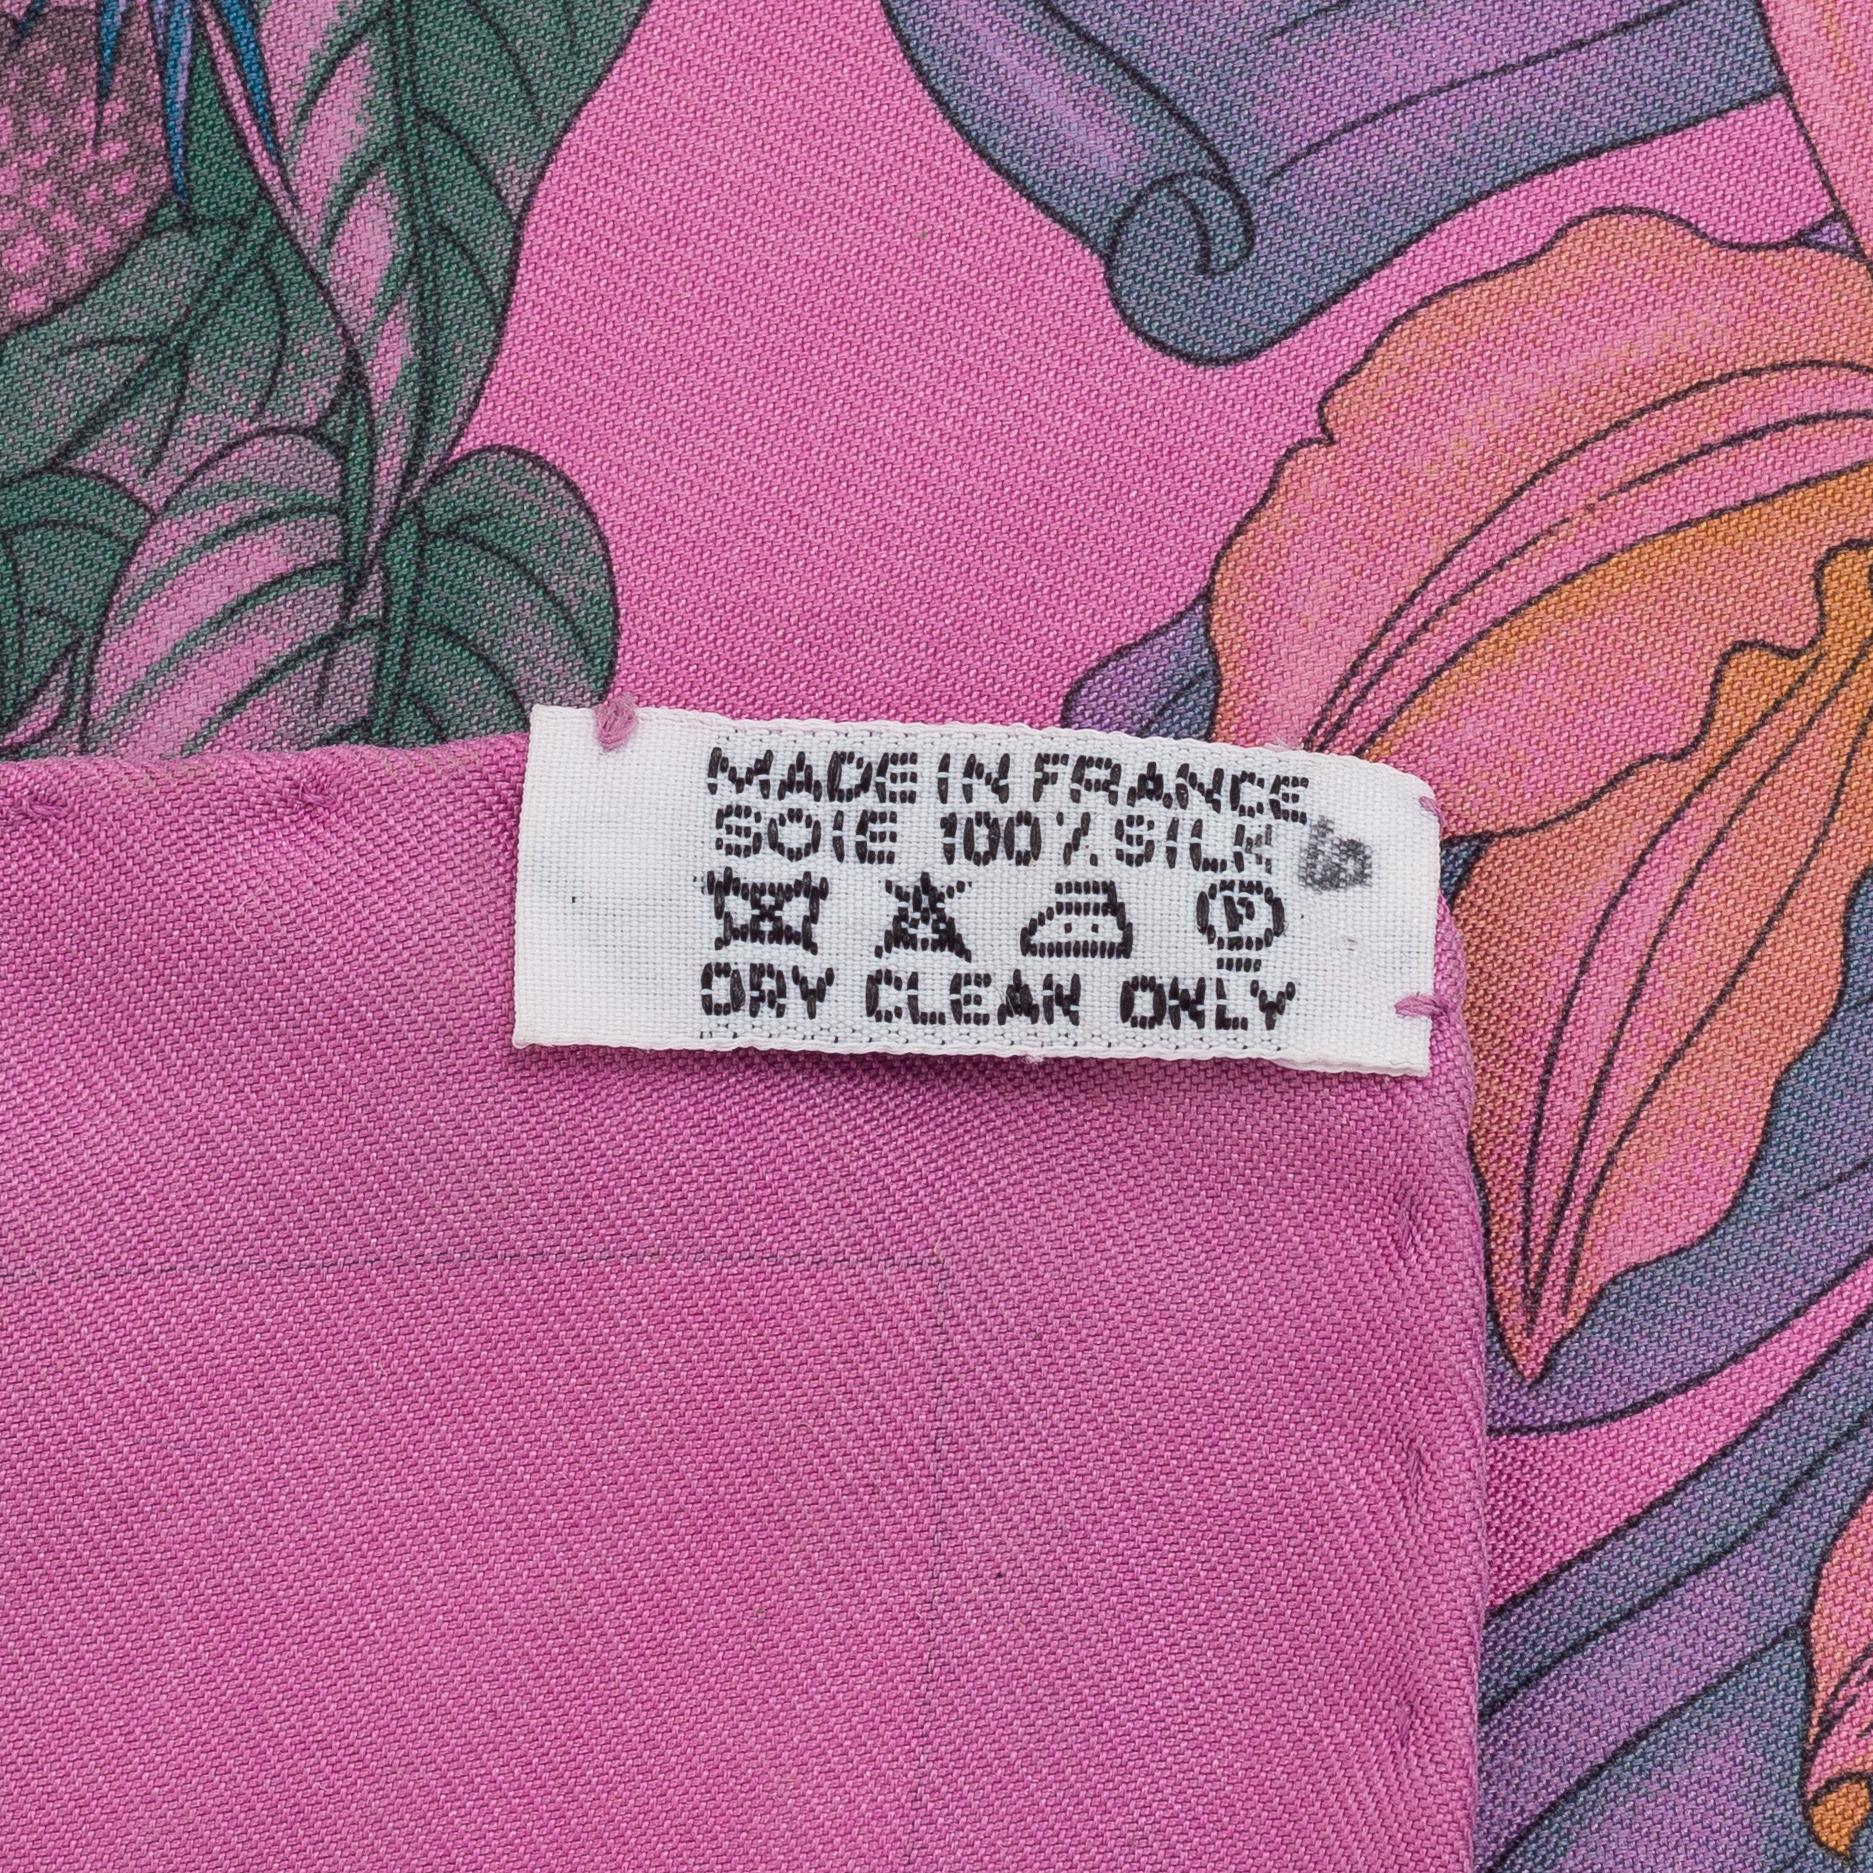 MADE IN FRANCE
SOIE 100% SILK
P
DRY CLEAN ONLY